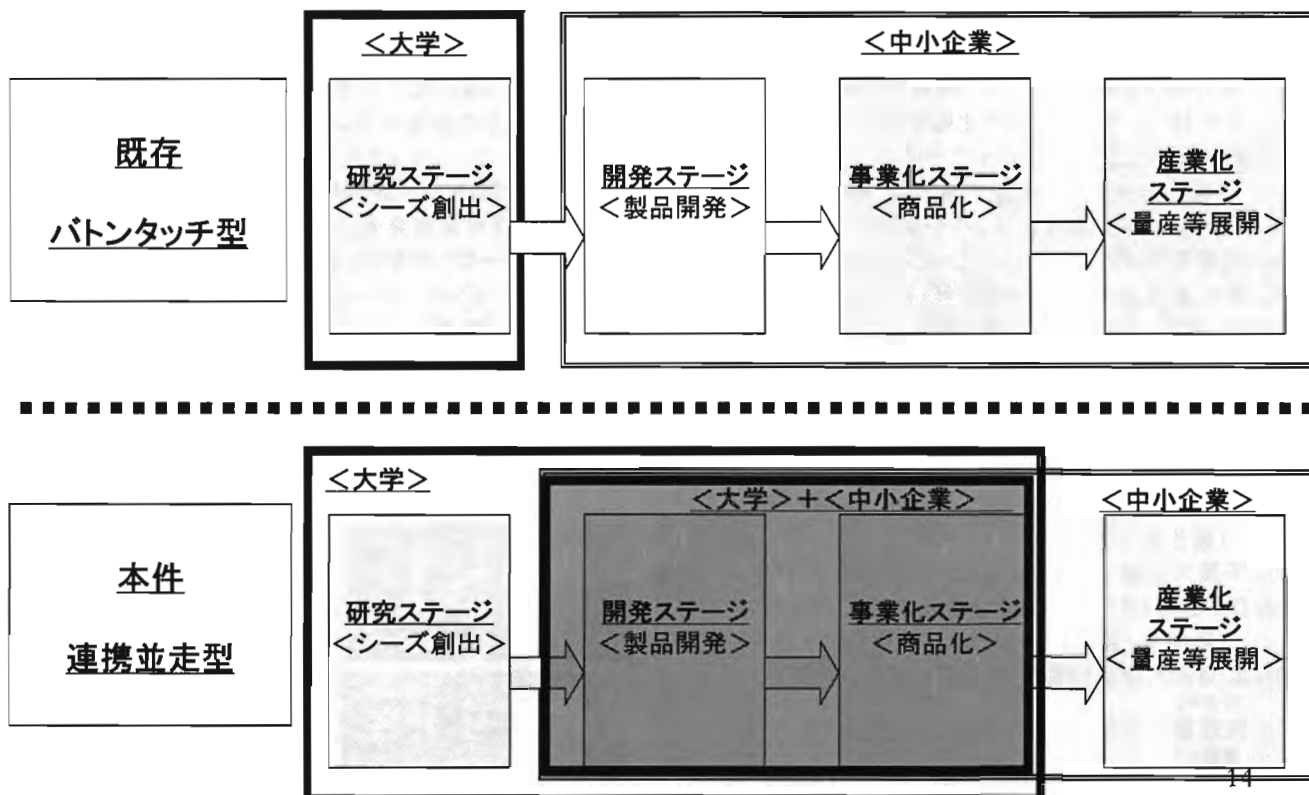 ＜大学＞
＜中小企業＞
既存
バトンタッチ型
研究ステージ
＜シーズ創出＞
開発ステージ
＜製品開発＞
事業化ステージ
＜商品化＞
産業化
ステージ
＜量産等展開＞
＜大学＞
＜大学＞＋＜中小企業＞
＜中小企業＞
本件
連携並走型
研究ステージ
＜シーズ創出＞
開発ステージ
＜製品開発＞
事業化ステージ
＜商品化＞
産業化
ステージ
＜量産等展開＞
14